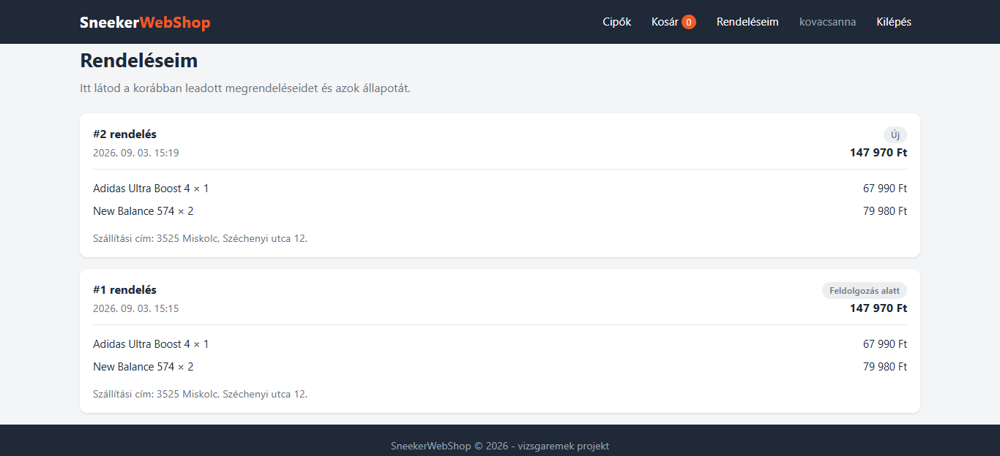 SneekerWebShop Cipők Kosár 0 Rendeléseim kovacsanna Kilépés
Rendeléseim
Itt látod a korábban leadott megrendeléseidet és azok állapotát.
#2 rendelés Új
2026. 09. 03. 15:19 147 970 Ft
Adidas Ultra Boost 4 × 1 67 990 Ft
New Balance 574 × 2 79 980 Ft
Szállítási cím: 3525 Miskolc, Széchenyi utca 12.
#1 rendelés Feldolgozás alatt
2026. 09. 03. 15:15 147 970 Ft
Adidas Ultra Boost 4 × 1 67 990 Ft
New Balance 574 × 2 79 980 Ft
Szállítási cím: 3525 Miskolc, Széchenyi utca 12.
SneekerWebShop © 2026 - vizsgaremek projekt